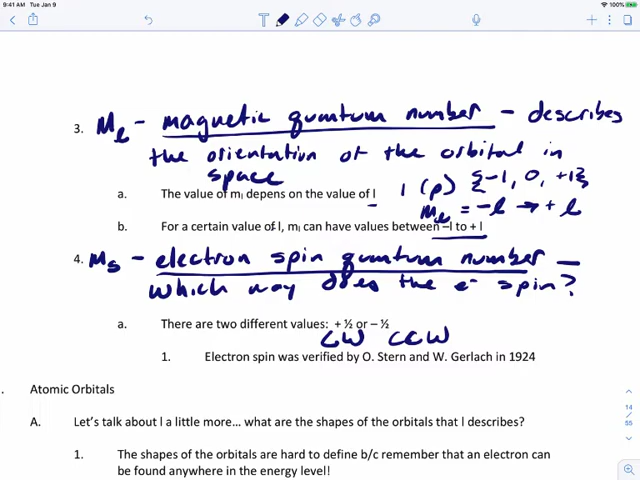 9:41 AM Tue Jan 9
100%
3. Mℓ - magnetic quantum number - describes
the orientation of the orbital in
space
a. The value of mₗ depends on the value of l
1 (p) {-1, 0, +1}
Mℓ = -ℓ → + ℓ
b. For a certain value of l, mₗ can have values between –l to + l
4. Ms - electron spin quantum number -
which way does the e⁻ spin?
a. There are two different values: + ½ or – ½
CW CCW
1. Electron spin was verified by O. Stern and W. Gerlach in 1924
. Atomic Orbitals
14
/
55
A. Let's talk about l a little more… what are the shapes of the orbitals that l describes?
1. The shapes of the orbitals are hard to define b/c remember that an electron can
be found anywhere in the energy level!